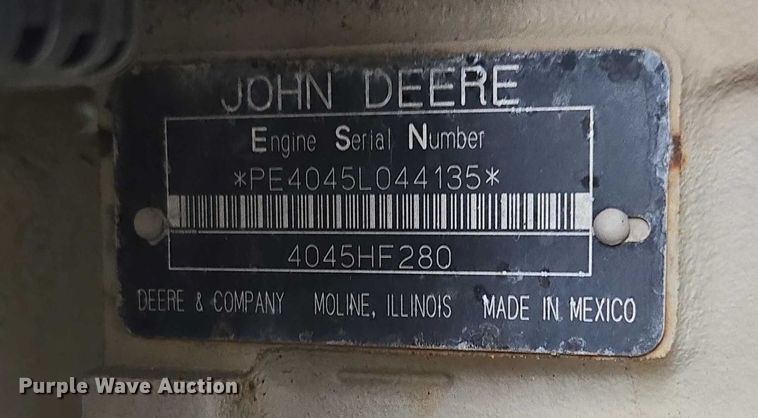 JOHN DEERE
Engine Serial Number
*PE4045L044135*
4045HF280
DEERE & COMPANY MOLINE, ILLINOIS MADE IN MEXICO
Purple Wave Auction